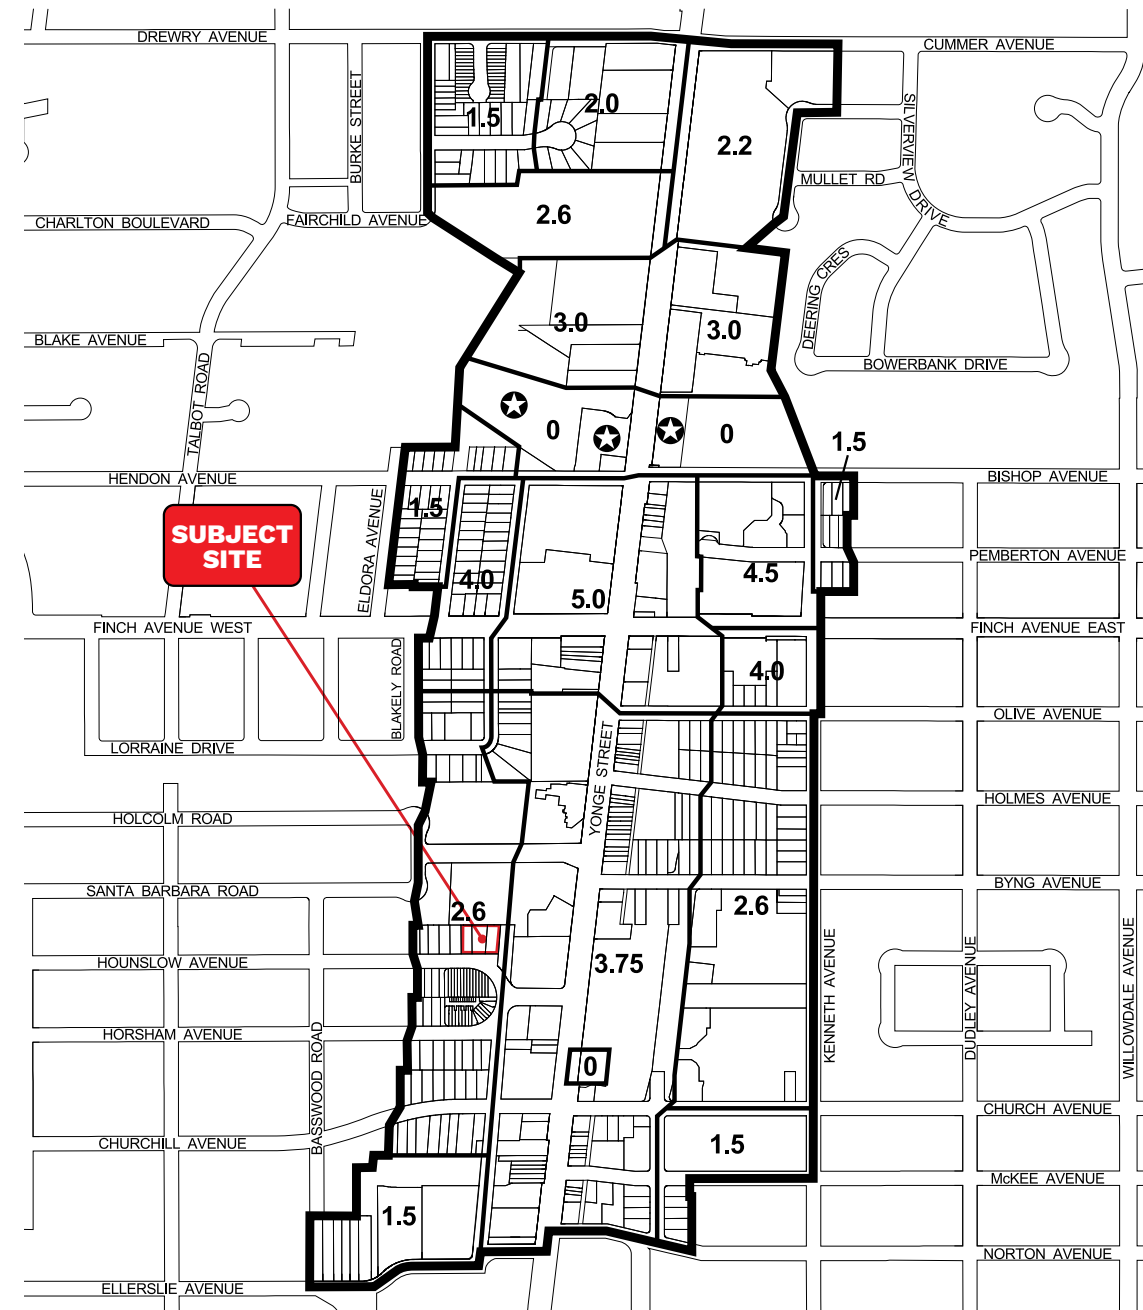 DREWRY AVENUE
CUMMER AVENUE
BURKE STREET
SILVERVIEW DRIVE
1.5
2.0
2.2
MULLET RD
2.6
CHARLTON BOULEVARD
FAIRCHILD AVENUE
DEERING CRES
3.0
3.0
BLAKE AVENUE
BOWERBANK DRIVE
TALBOT ROAD
0
0
1.5
HENDON AVENUE
BISHOP AVENUE
1.5
SUBJECT
SITE
ELDORA AVENUE
PEMBERTON AVENUE
4.0
4.5
5.0
FINCH AVENUE WEST
FINCH AVENUE EAST
BLAKELY ROAD
4.0
OLIVE AVENUE
LORRAINE DRIVE
YONGE STREET
HOLMES AVENUE
HOLCOLM ROAD
SANTA BARBARA ROAD
BYNG AVENUE
2.6
2.6
HOUNSLOW AVENUE
3.75
KENNETH AVENUE
DUDLEY AVENUE
WILLOWDALE AVENUE
HORSHAM AVENUE
BASSWOOD ROAD
0
CHURCH AVENUE
CHURCHILL AVENUE
1.5
McKEE AVENUE
1.5
NORTON AVENUE
ELLERSLIE AVENUE